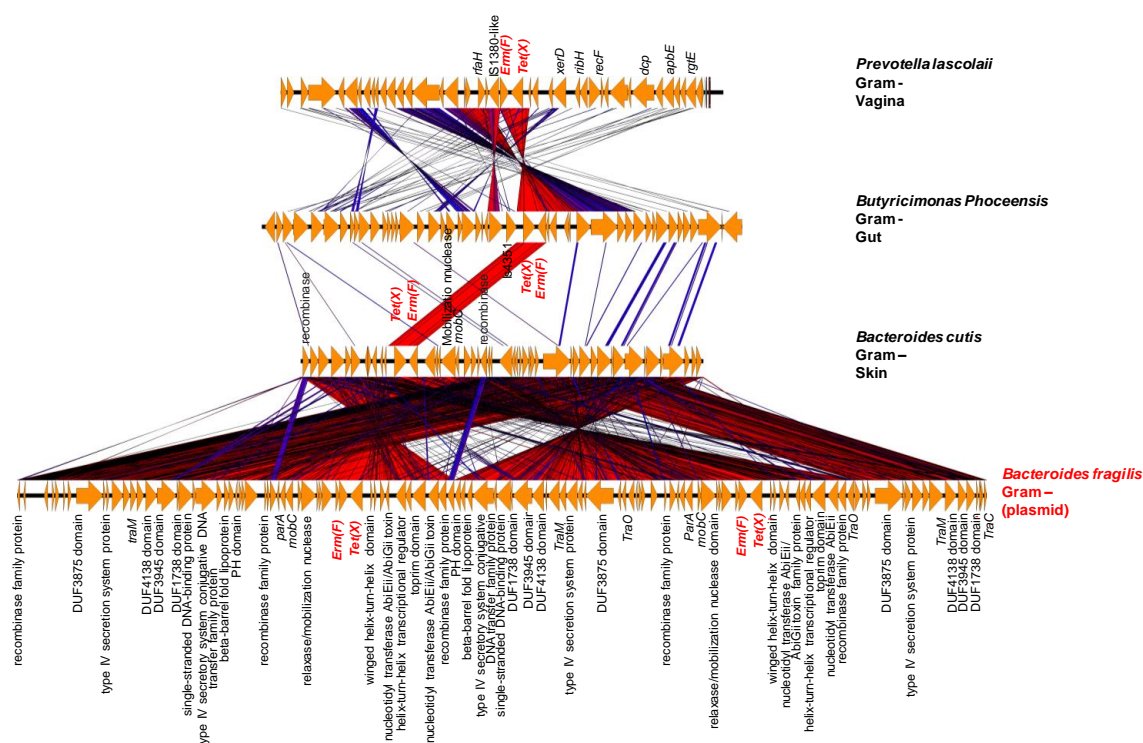 rfaH
IS1380-like
Erm(F)
Tet(X)
xerD
ribH
recF
dcp
apbE
rgtE
Prevotella lascolaii
Gram -
Vagina
Butyricimonas Phoceensis
Gram -
Gut
recombinase
Tet(X)
Erm(F)
Mobilizatio nnuclease
mobC
recombinase
IS4351
Tet(X)
Erm(F)
Bacteroides cutis
Gram –
Skin
Bacteroides fragilis
Gram –
(plasmid)
recombinase family protein
DUF3875 domain
type IV secretion system protein
traM
DUF4138 domain
DUF3945 domain
DUF1738 domain
single-stranded DNA-binding protein
type IV secretory system conjugative DNA
transfer family protein
beta-barrel fold lipoprotein
PH domain
recombinase family protein
parA
mobC
relaxase/mobilization nuclease
Erm(F)
Tet(X)
winged helix-turn-helix domain
nucleotidyl transferase AbiEii/AbiGii toxin
helix-turn-helix transcriptional regulator
toprim domain
nucleotidyl transferase AbiEii/AbiGii toxin
recombinase family protein
PH domain
beta-barrel fold lipoprotein
type IV secretory system conjugative
DNA transfer family protein
single-stranded DNA-binding protein
DUF1738 domain
DUF3945 domain
DUF4138 domain
TraM
type IV secretion system protein
DUF3875 domain
TraO
recombinase family protein
ParA
mobC
relaxase/mobilization nuclease domain
Erm(F)
Tet(X)
winged helix-turn-helix domain
nucleotidyl transferase AbiEii/
AbiGii toxin family protein
helix-turn-helix transcriptional regulator
toprim domain
nucleotidyl transferase AbiEii
recombinase family protein
TraO
DUF3875 domain
type IV secretion system protein
TraM
DUF4138 domain
DUF3945 domain
DUF1738 domain
TraC